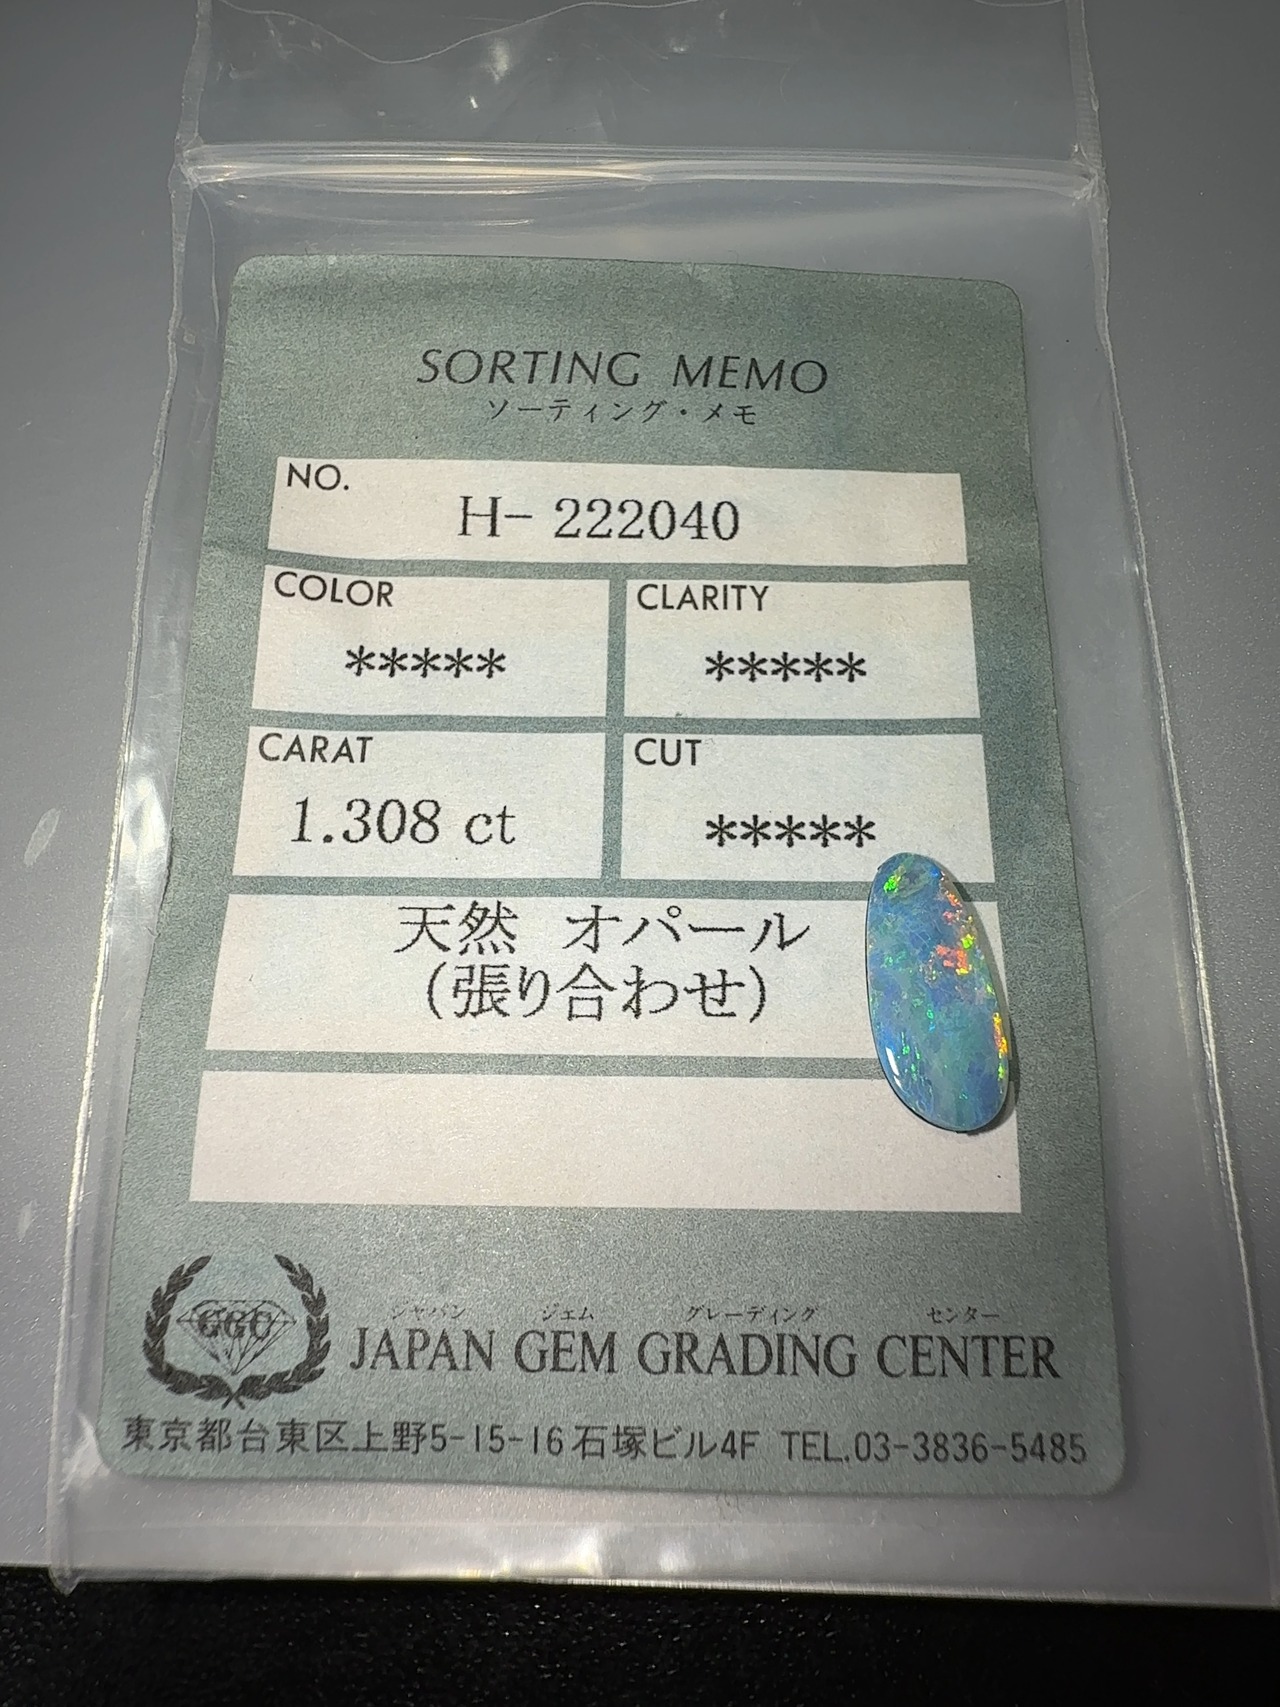 SORTING MEMO
ソーティング・メモ
NO.
H- 222040
COLOR
*****
CLARITY
*****
CARAT
1.308 ct
CUT
*****
天然 オパール
(張り合わせ)
ジャパン ジェム グレーディング センター
JAPAN GEM GRADING CENTER
東京都台東区上野5-15-16石塚ビル4F TEL.03-3836-5485